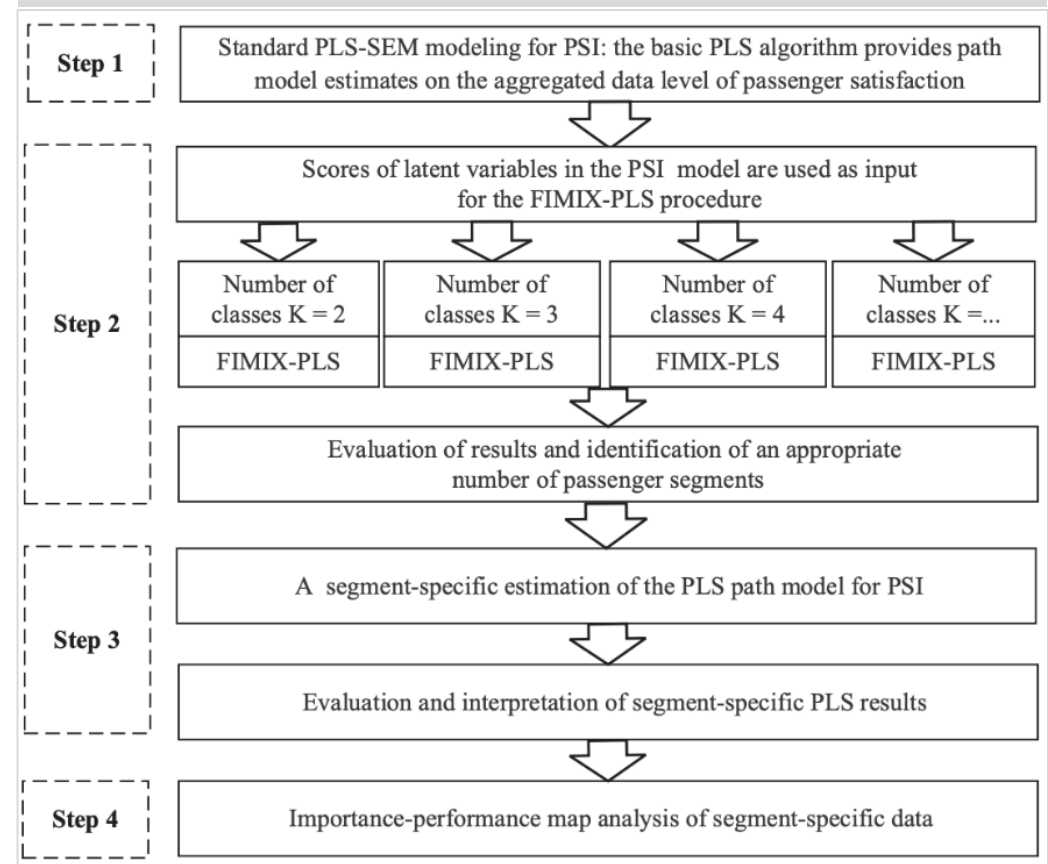 Step 1
Standard PLS-SEM modeling for PSI: the basic PLS algorithm provides path
model estimates on the aggregated data level of passenger satisfaction
Step 2
Scores of latent variables in the PSI model are used as input
for the FIMIX-PLS procedure
Number of
classes K = 2
FIMIX-PLS
Number of
classes K = 3
FIMIX-PLS
Number of
classes K = 4
FIMIX-PLS
Number of
classes K =...
FIMIX-PLS
Evaluation of results and identification of an appropriate
number of passenger segments
Step 3
A segment-specific estimation of the PLS path model for PSI
Evaluation and interpretation of segment-specific PLS results
Step 4
Importance-performance map analysis of segment-specific data